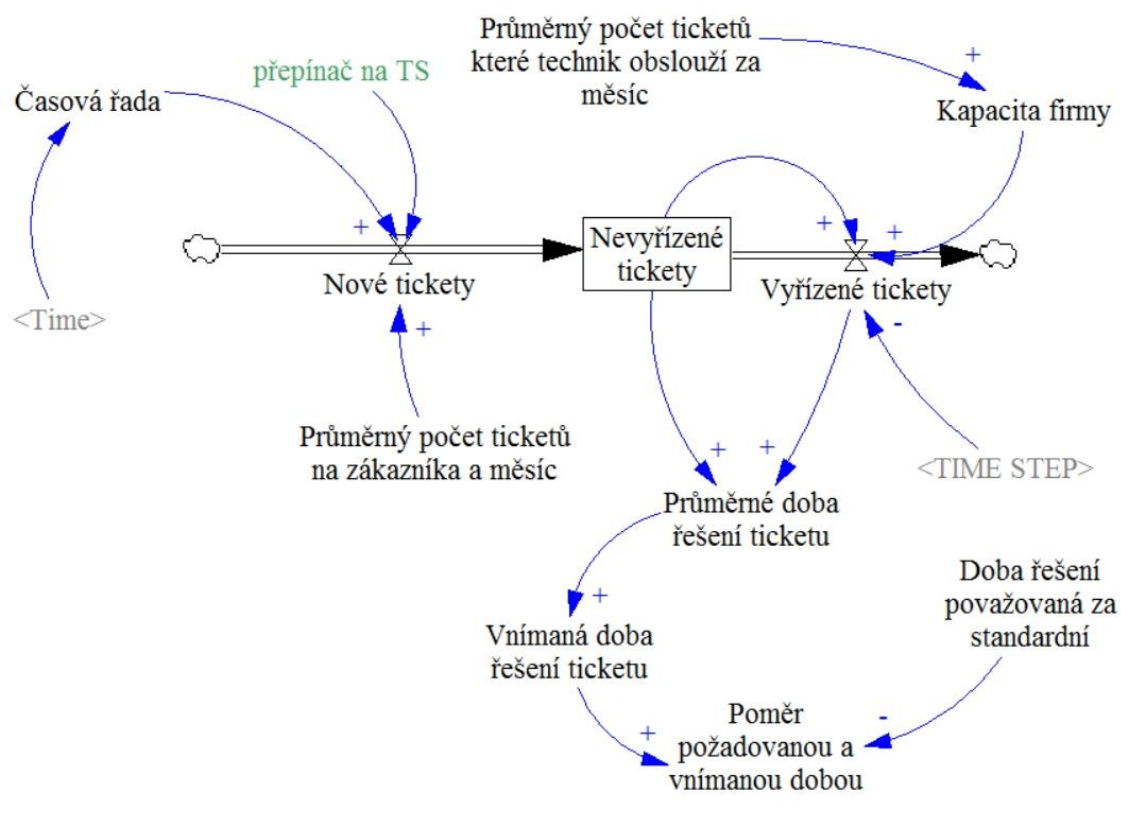 Průměrný počet ticketů
které technik obslouží za
měsíc
+
přepínač na TS
Časová řada
Kapacita firmy
+
+
+
Nevyřízené
tickety
Nové tickety
Vyřízené tickety
<Time>
+
-
Průměrný počet ticketů
na zákazníka a měsíc
+
+
<TIME STEP>
Průměrné doba
řešení ticketu
+
Doba řešení
považovaná za
standardní
Vnímaná doba
řešení ticketu
+
-
Poměr
požadovanou a
vnímanou dobou